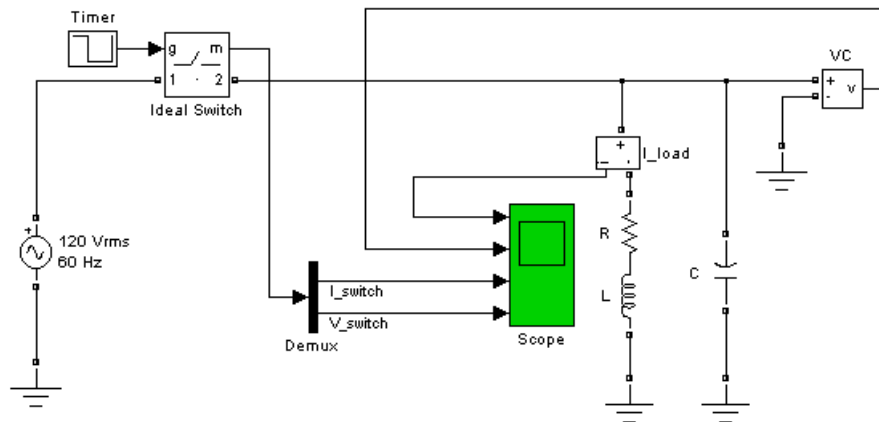 Timer
g m
1 2
Ideal Switch
VC
+
-
v
+
I_load
+
120 Vrms
60 Hz
R
L
C
I_switch
V_switch
Demux
Scope